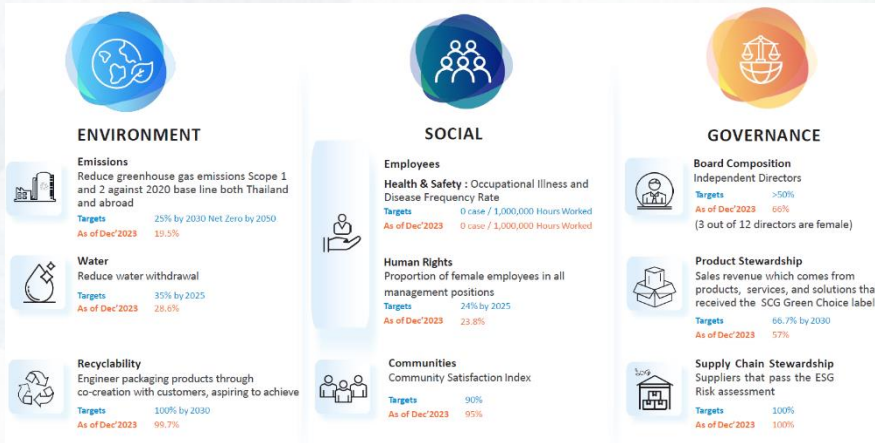 ENVIRONMENT
Emissions
Reduce greenhouse gas emissions Scope 1
and 2 against 2020 base line both Thailand
and abroad
Targets 25% by 2030 Net Zero by 2050
As of Dec'2023 19.5%
Water
Reduce water withdrawal
Targets 35% by 2025
As of Dec'2023 28.6%
Recyclability
Engineer packaging products through
co-creation with customers, aspiring to achieve
Targets 100% by 2030
As of Dec'2023 99.7%
SOCIAL
Employees
Health & Safety : Occupational Illness and
Disease Frequency Rate
Targets 0 case / 1,000,000 Hours Worked
As of Dec'2023 0 case / 1,000,000 Hours Worked
Human Rights
Proportion of female employees in all
management positions
Targets 24% by 2025
As of Dec'2023 23.8%
Communities
Community Satisfaction Index
Targets 90%
As of Dec'2023 95%
GOVERNANCE
Board Composition
Independent Directors
Targets >50%
As of Dec'2023 66%
(3 out of 12 directors are female)
Product Stewardship
Sales revenue which comes from
products, services, and solutions tha
received the SCG Green Choice label
Targets 66.7% by 2030
As of Dec'2023 57%
SCG
Supply Chain Stewardship
Suppliers that pass the ESG
Risk assessment
Targets 100%
As of Dec'2023 100%